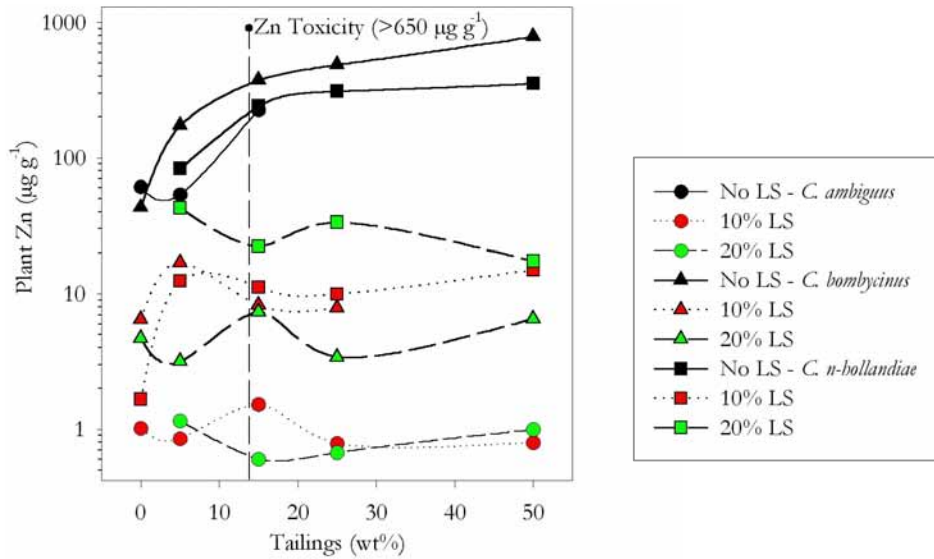 1000
100
10
1
Plant Zn (µg g⁻¹)
Zn Toxicity (>650 µg g⁻¹)
0 10 20 30 40 50
Tailings (wt%)
No LS - C. ambiguus
10% LS
20% LS
No LS - C. bombycinus
10% LS
20% LS
No LS - C. n-hollandiae
10% LS
20% LS